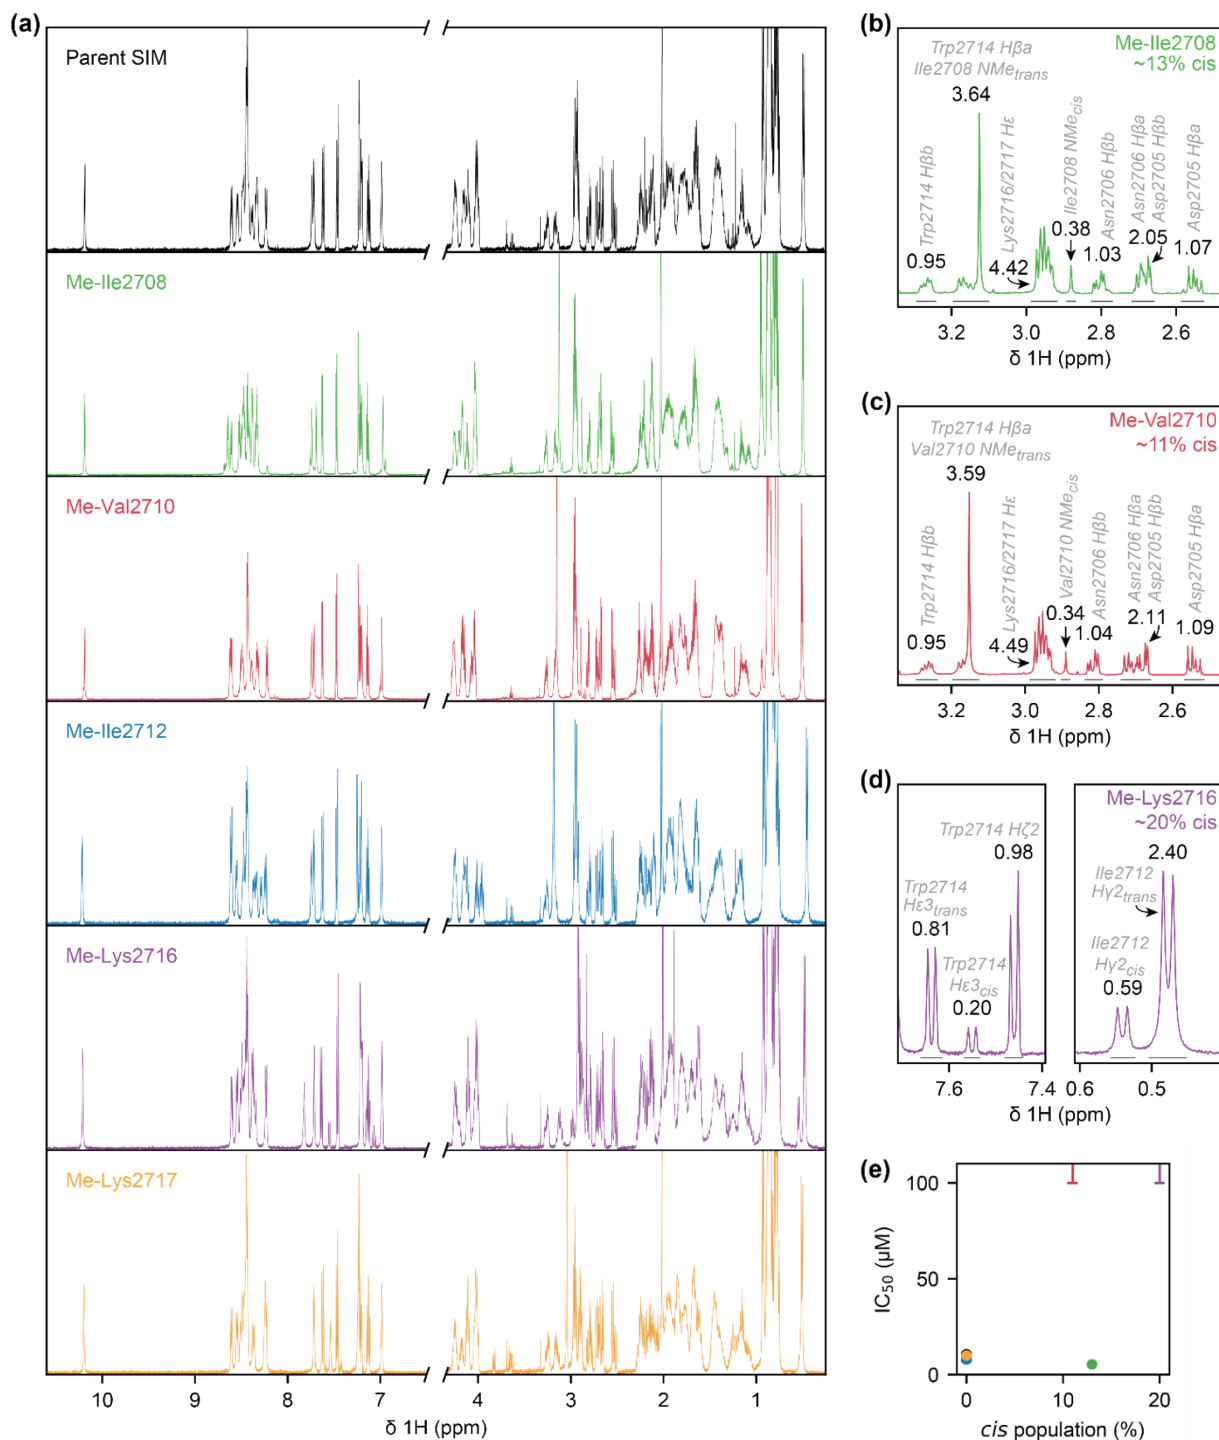 (a)
Parent SIM
Me-Ile2708
Me-Val2710
Me-Ile2712
Me-Lys2716
Me-Lys2717
10 9 8 7 4 3 2 1
δ 1H (ppm)
(b)
Me-Ile2708
~13% cis
Trp2714 Hβa
Ile2708 NMetrans
3.64
Trp2714 Hβb
0.95
Lys2716/2717 Hε
4.42
Ile2708 NMecis
0.38
Asn2706 Hβb
1.03
Asn2706 Hβa
Asp2705 Hβb
2.05
Asp2705 Hβa
1.07
3.2 3.0 2.8 2.6
δ 1H (ppm)
(c)
Me-Val2710
~11% cis
Trp2714 Hβa
Val2710 NMetrans
3.59
Trp2714 Hβb
0.95
Lys2716/2717 Hε
4.49
Val2710 NMecis
0.34
Asn2706 Hβb
1.04
Asn2706 Hβa
Asp2705 Hβb
2.11
Asp2705 Hβa
1.09
3.2 3.0 2.8 2.6
δ 1H (ppm)
(d)
Me-Lys2716
~20% cis
Trp2714 Hζ2
0.98
Trp2714
Hε3trans
0.81
Trp2714
Hε3cis
0.20
7.6 7.4
δ 1H (ppm)
2.40
Ile2712
Hγ2trans
Ile2712
Hγ2cis
0.59
0.6 0.5
δ 1H (ppm)
(e)
100
50
0
IC50 (μM)
0 10 20
cis population (%)